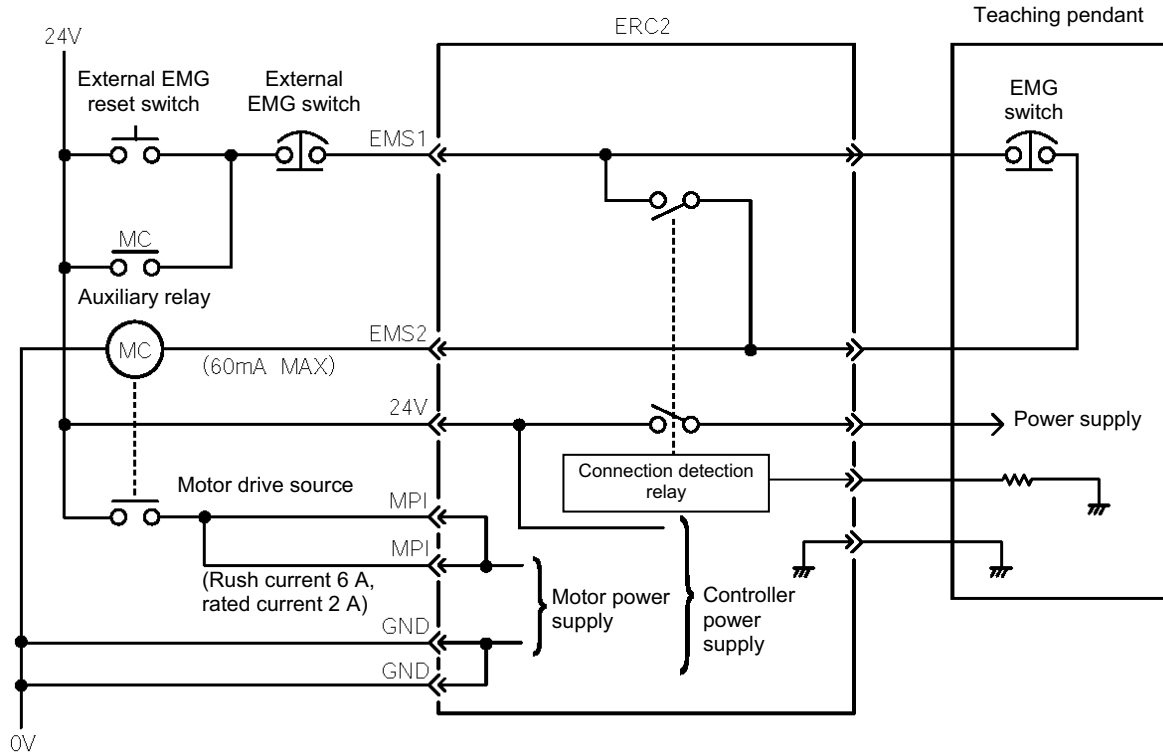 Teaching pendant
ERC2
24V
External EMG
reset switch
External
EMG switch
EMG
switch
EMS1
MC
Auxiliary relay
EMS2
MC
(60mA MAX)
24V
Power supply
Connection detection
relay
Motor drive source
MPI
MPI
(Rush current 6 A,
rated current 2 A)
Motor power
supply
Controller
power
supply
GND
GND
0V